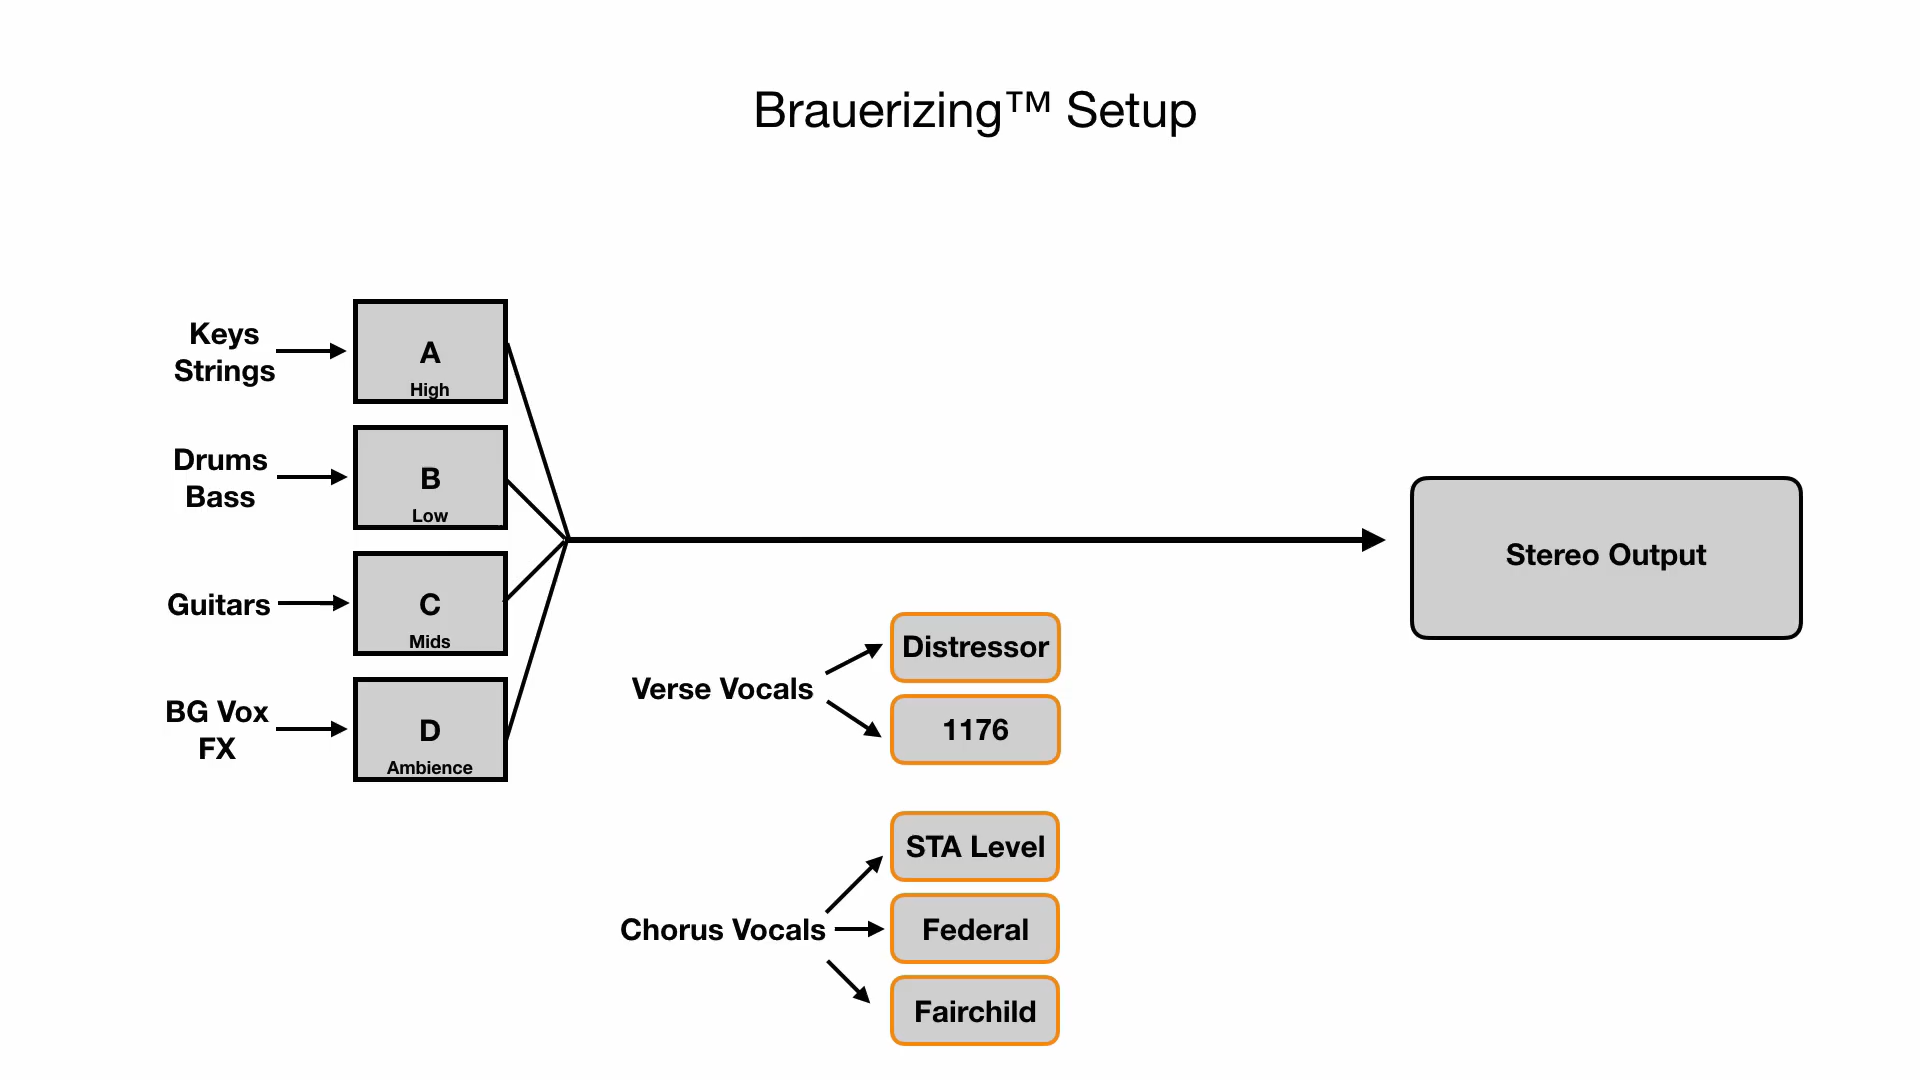 Brauerizing™ Setup
Keys
Strings
A
High
Drums
Bass
B
Low
Guitars
C
Mids
BG Vox
FX
D
Ambience
Stereo Output
Verse Vocals
Distressor
1176
Chorus Vocals
STA Level
Federal
Fairchild